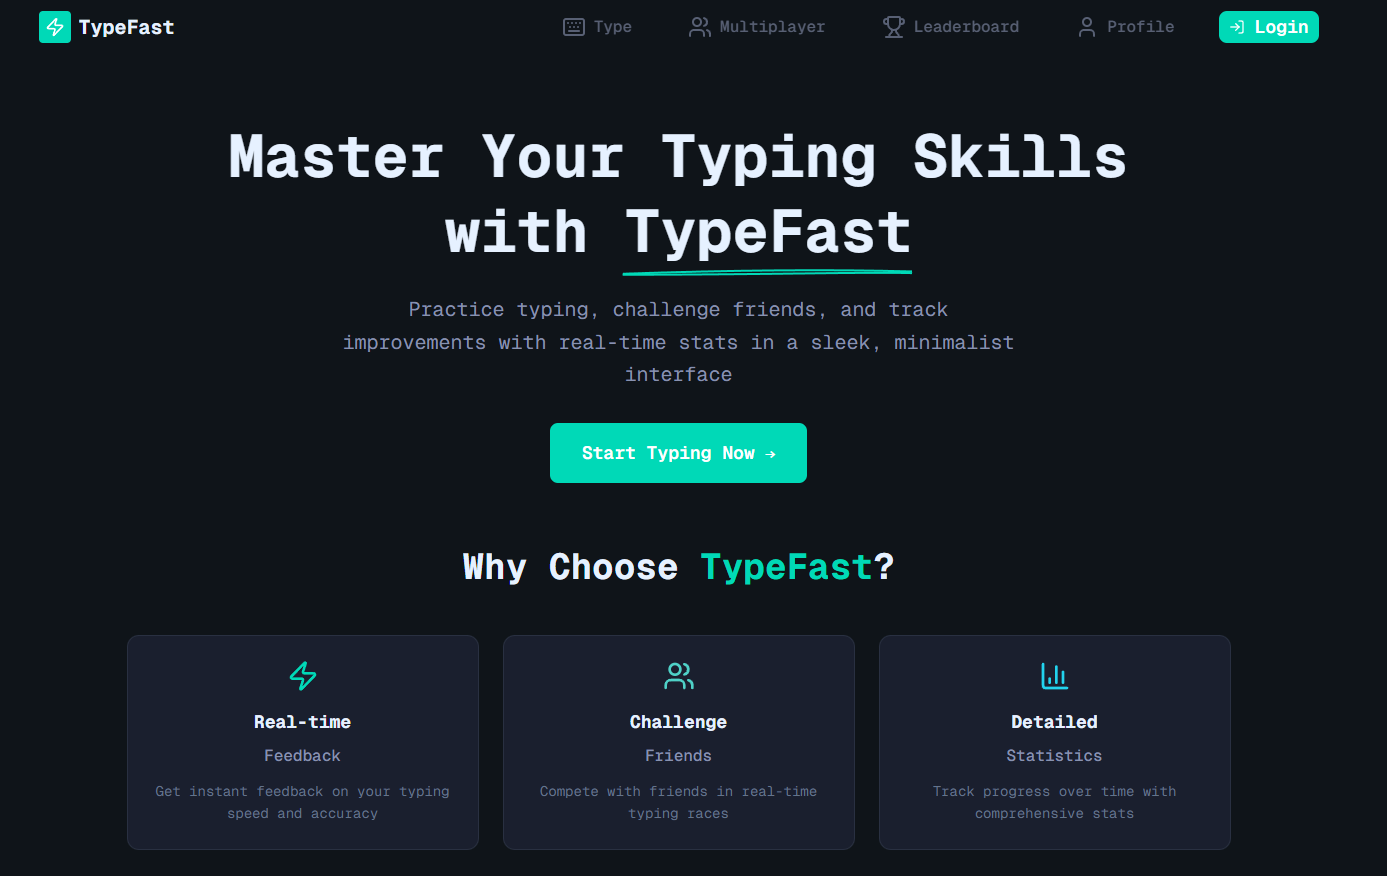 TypeFast
Type
Multiplayer
Leaderboard
Profile
Login
Master Your Typing Skills
with TypeFast
Practice typing, challenge friends, and track
improvements with real-time stats in a sleek, minimalist
interface
Start Typing Now →
Why Choose TypeFast?
Real-time
Feedback
Get instant feedback on your typing
speed and accuracy
Challenge
Friends
Compete with friends in real-time
typing races
Detailed
Statistics
Track progress over time with
comprehensive stats